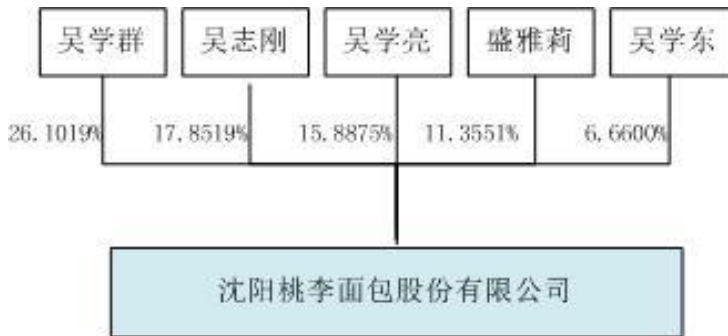 吴学群 吴志刚 吴学亮 盛雅莉 吴学东
26.1019% 17.8519% 15.8875% 11.3551% 6.6600%
沈阳桃李面包股份有限公司